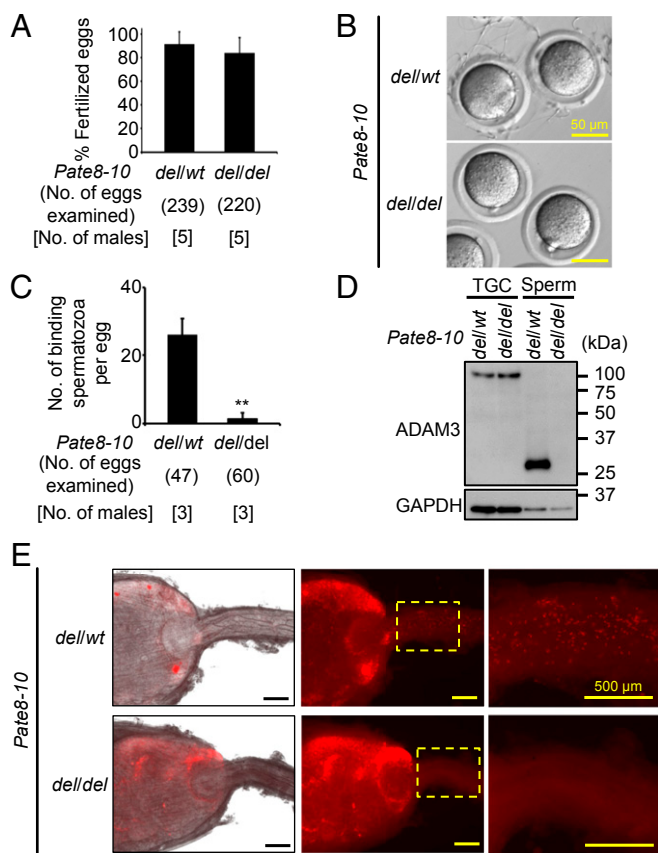 A
% Fertilized eggs
100
80
60
40
20
0
Pate8-10 del/wt del/del
(No. of eggs examined) (239) (220)
[No. of males] [5] [5]
B
Pate8-10
del/wt
50 µm
del/del
C
No. of binding spermatozoa per egg
40
20
0
**
Pate8-10 del/wt del/del
(No. of eggs examined) (47) (60)
[No. of males] [3] [3]
D
TGC Sperm
Pate8-10 del/wt del/del del/wt del/del (kDa)
100
75
50
ADAM3
37
25
37
GAPDH
E
Pate8-10
del/wt
500 µm
del/del